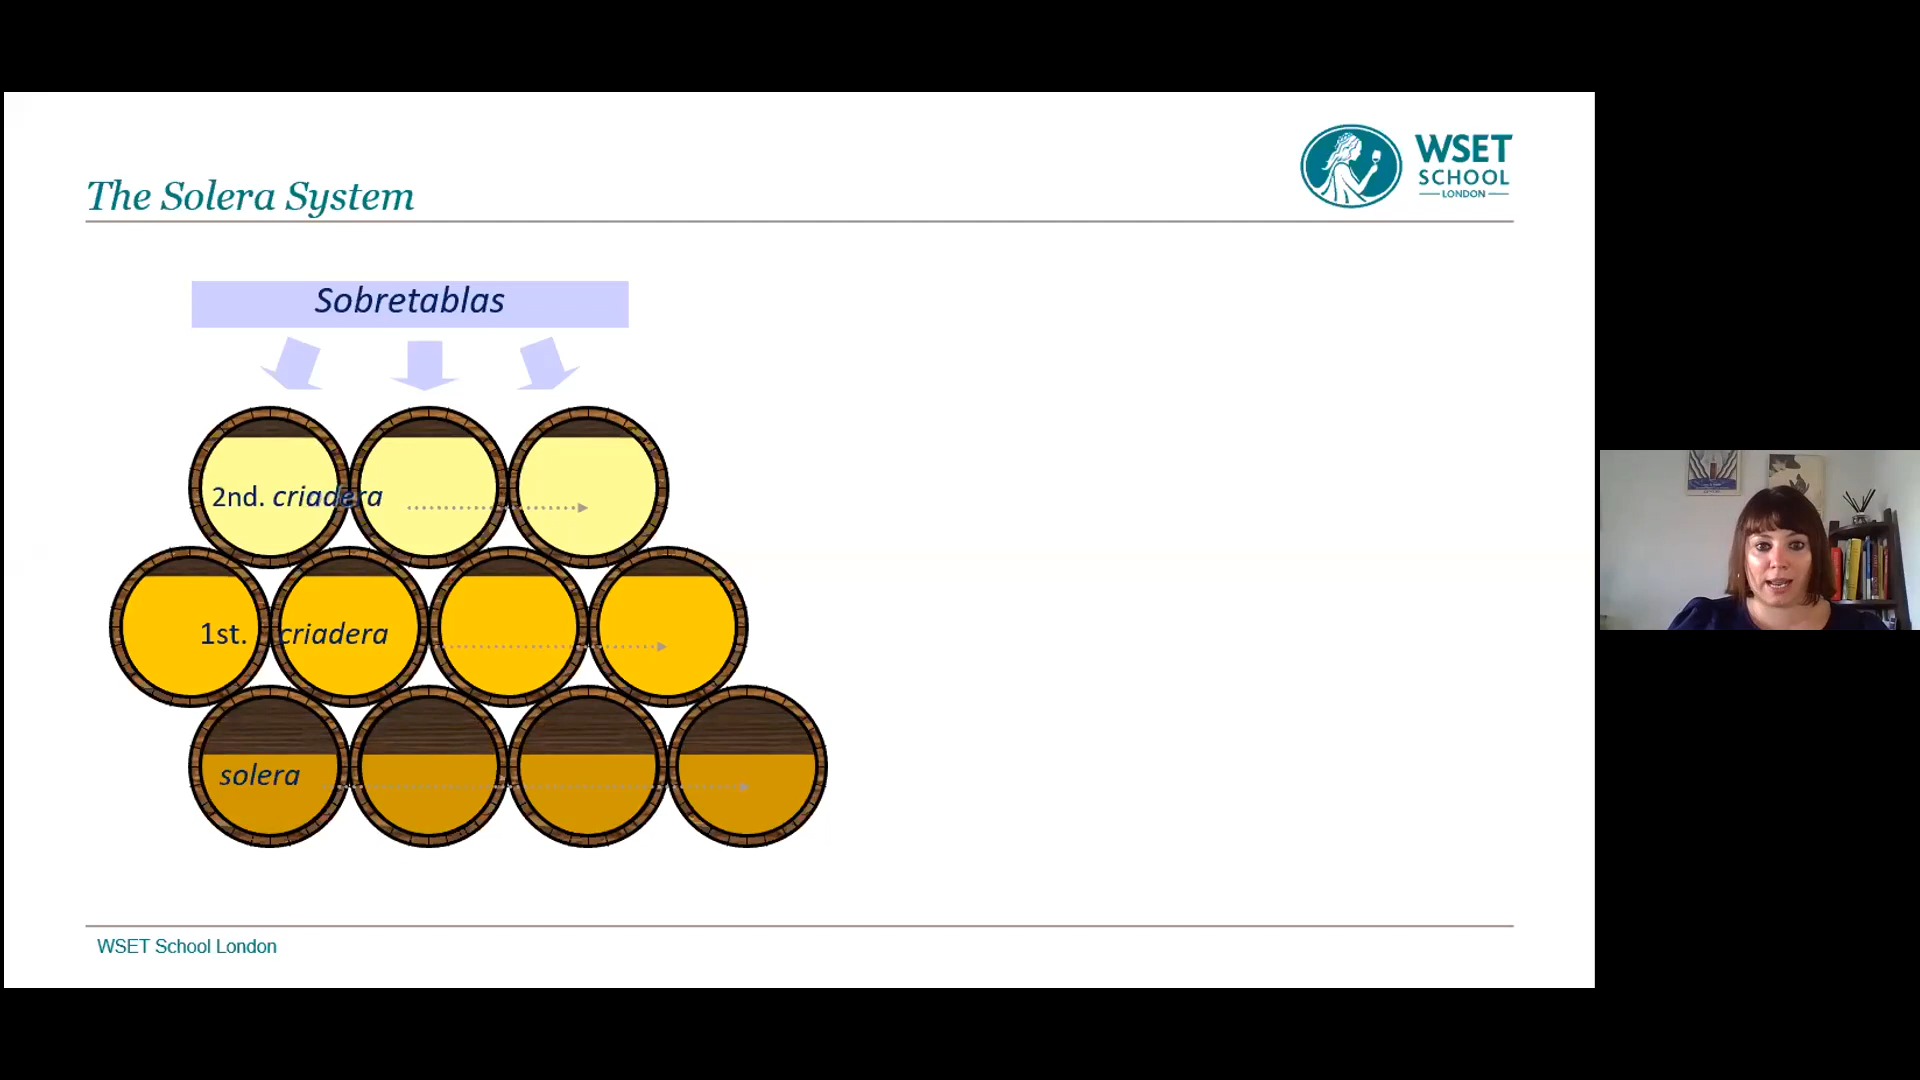 WSET
SCHOOL
LONDON
The Solera System
Sobretablas
2nd. criadera
1st. criadera
solera
WSET School London